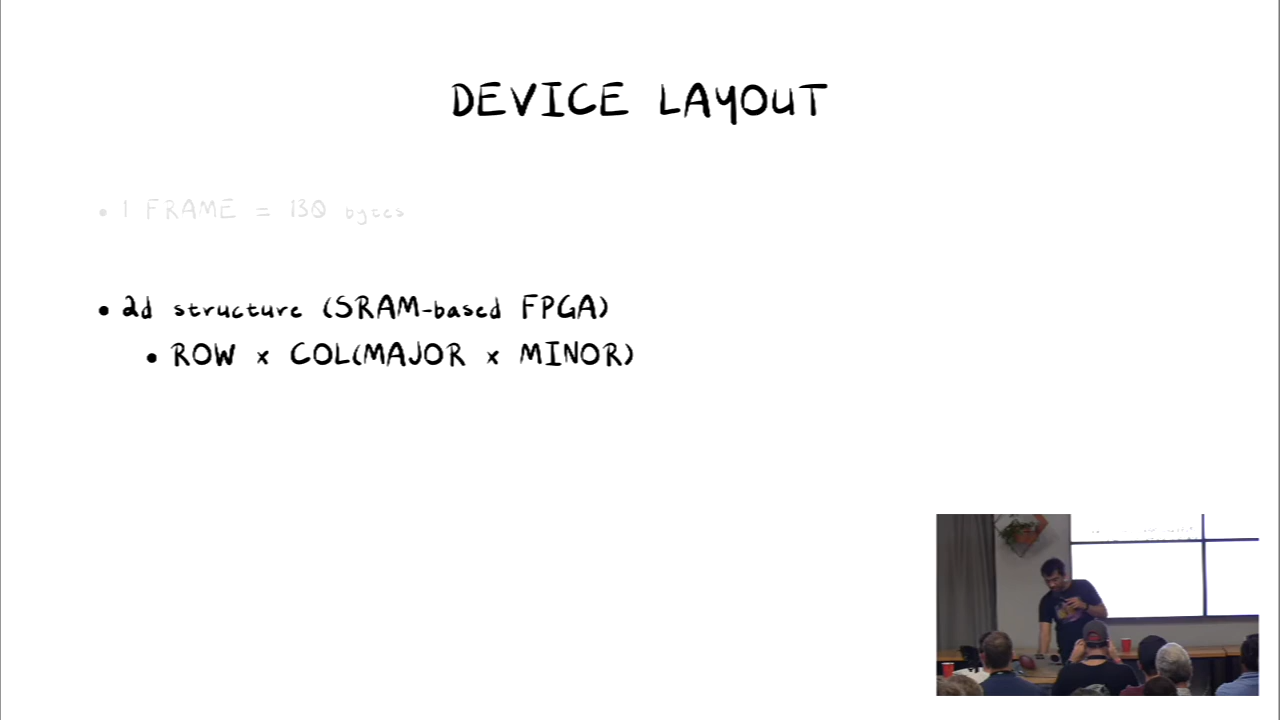 DEVICE LAYOUT
• 1 FRAME = 130 bytes
• 2d structure (SRAM-based FPGA)
• ROW x COL(MAJOR x MINOR)